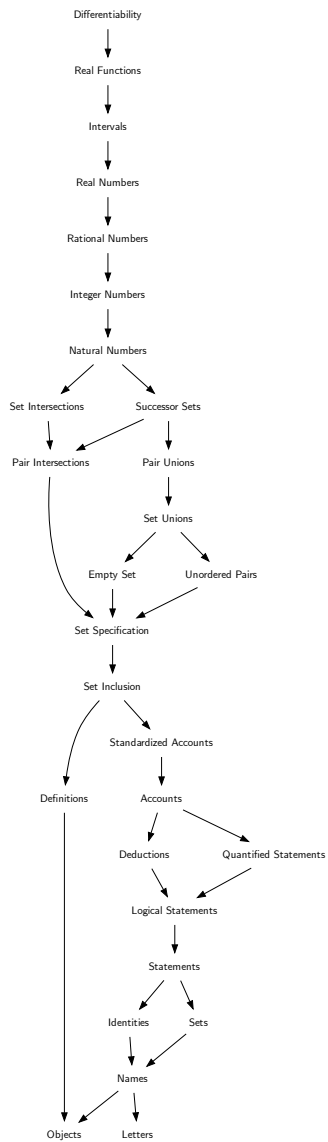 Differentiability
Real Functions
Intervals
Real Numbers
Rational Numbers
Integer Numbers
Natural Numbers
Set Intersections
Successor Sets
Pair Intersections
Pair Unions
Set Unions
Empty Set
Unordered Pairs
Set Specification
Set Inclusion
Standardized Accounts
Definitions
Accounts
Deductions
Quantified Statements
Logical Statements
Statements
Identities
Sets
Names
Objects
Letters